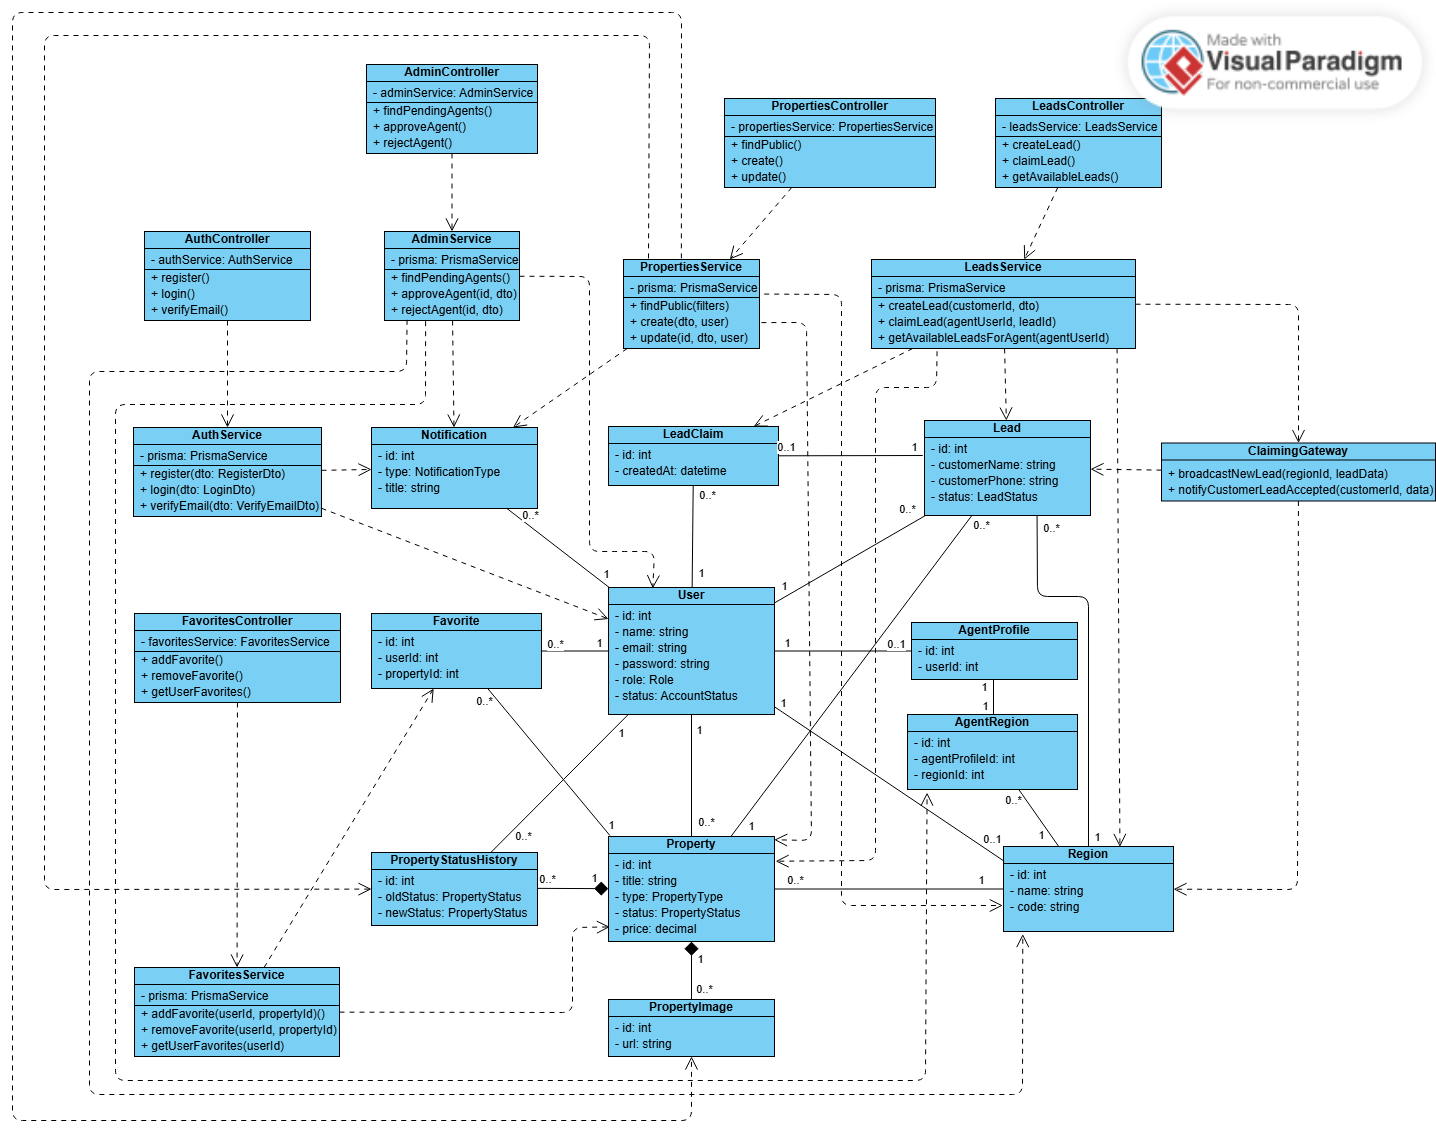 Made with
VisualParadigm
For non-commercial use
AdminController
- adminService: AdminService
+ findPendingAgents()
+ approveAgent()
+ rejectAgent()
PropertiesController
- propertiesService: PropertiesService
+ findPublic()
+ create()
+ update()
LeadsController
- leadsService: LeadsService
+ createLead()
+ claimLead()
+ getAvailableLeads()
AuthController
- authService: AuthService
+ register()
+ login()
+ verifyEmail()
AdminService
- prisma: PrismaService
+ findPendingAgents()
+ approveAgent(id, dto)
+ rejectAgent(id, dto)
PropertiesService
- prisma: PrismaService
+ findPublic(filters)
+ create(dto, user)
+ update(id, dto, user)
LeadsService
- prisma: PrismaService
+ createLead(customerId, dto)
+ claimLead(agentUserId, leadId)
+ getAvailableLeadsForAgent(agentUserId)
AuthService
- prisma: PrismaService
+ register(dto: RegisterDto)
+ login(dto: LoginDto)
+ verifyEmail(dto: VerifyEmailDto)
Notification
- id: int
- type: NotificationType
- title: string
0..*
1
LeadClaim
- id: int
- createdAt: datetime
0..1
1
0..*
1
Lead
- id: int
- customerName: string
- customerPhone: string
- status: LeadStatus
0..*
1
0..*
1
0..*
1
ClaimingGateway
+ broadcastNewLead(regionId, leadData)
+ notifyCustomerLeadAccepted(customerId, data)
FavoritesController
- favoritesService: FavoritesService
+ addFavorite()
+ removeFavorite()
+ getUserFavorites()
Favorite
- id: int
- userId: int
- propertyId: int
0..*
1
0..*
1
User
- id: int
- name: string
- email: string
- password: string
- role: Role
- status: AccountStatus
1
0..1
1
0..1
1
0..*
1
0..*
AgentProfile
- id: int
- userId: int
1
1
AgentRegion
- id: int
- agentProfileId: int
- regionId: int
0..*
1
PropertyStatusHistory
- id: int
- oldStatus: PropertyStatus
- newStatus: PropertyStatus
0..*
1
Property
- id: int
- title: string
- type: PropertyType
- status: PropertyStatus
- price: decimal
0..*
1
1
0..*
Region
- id: int
- name: string
- code: string
FavoritesService
- prisma: PrismaService
+ addFavorite(userId, propertyId)()
+ removeFavorite(userId, propertyId)
+ getUserFavorites(userId)
PropertyImage
- id: int
- url: string